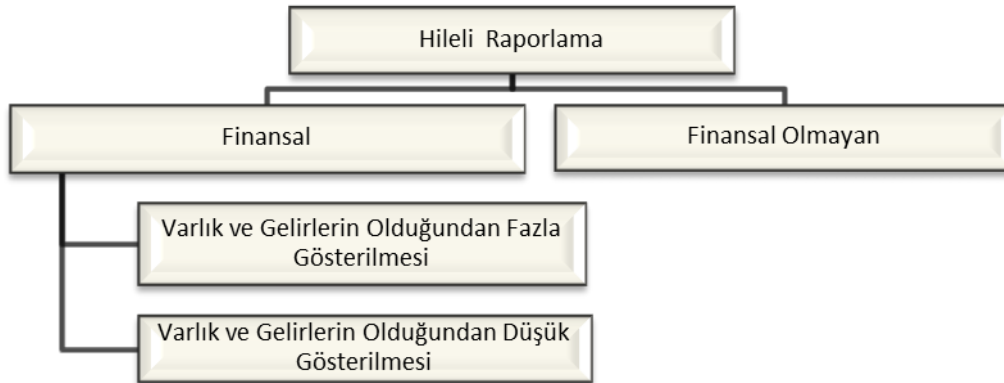 Hileli Raporlama
Finansal
Finansal Olmayan
Varlık ve Gelirlerin Olduğundan Fazla
Gösterilmesi
Varlık ve Gelirlerin Olduğundan Düşük
Gösterilmesi